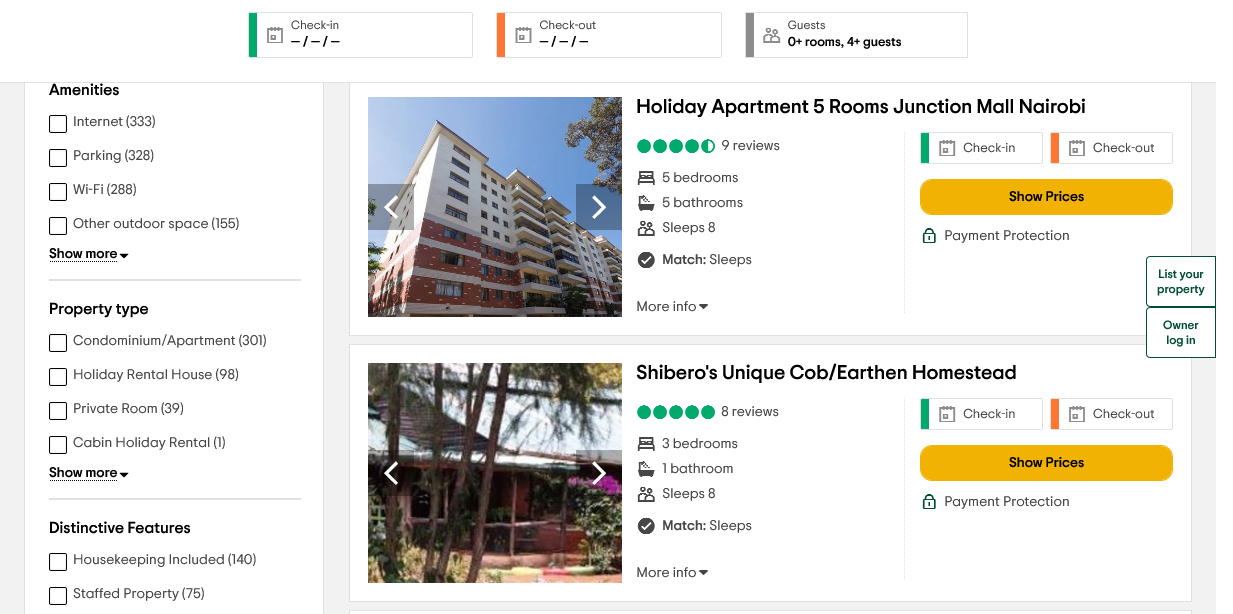 Check-in
– / – / –
Check-out
– / – / –
Guests
0+ rooms, 4+ guests
Amenities
Internet (333)
Parking (328)
Wi-Fi (288)
Other outdoor space (155)
Show more
Property type
Condominium/Apartment (301)
Holiday Rental House (98)
Private Room (39)
Cabin Holiday Rental (1)
Show more
Distinctive Features
Housekeeping Included (140)
Staffed Property (75)
Holiday Apartment 5 Rooms Junction Mall Nairobi
9 reviews
5 bedrooms
5 bathrooms
Sleeps 8
Match: Sleeps
More info
Check-in
Check-out
Show Prices
Payment Protection
Shibero's Unique Cob/Earthen Homestead
8 reviews
3 bedrooms
1 bathroom
Sleeps 8
Match: Sleeps
More info
Check-in
Check-out
Show Prices
Payment Protection
List your
property
Owner
log in